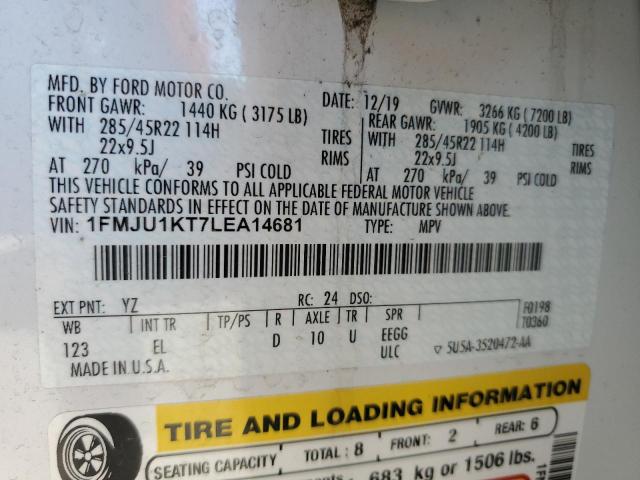 MFD. BY FORD MOTOR CO.
DATE: 12/19 GVWR: 3266 KG ( 7200 LB)
FRONT GAWR: 1440 KG ( 3175 LB) REAR GAWR: 1905 KG ( 4200 LB)
WITH 285/45R22 114H TIRES WITH 285/45R22 114H TIRES
22x9.5J RIMS 22x9.5J RIMS
AT 270 kPa/ 39 PSI COLD AT 270 kPa/ 39 PSI COLD
THIS VEHICLE CONFORMS TO ALL APPLICABLE FEDERAL MOTOR VEHICLE
SAFETY STANDARDS IN EFFECT ON THE DATE OF MANUFACTURE SHOWN ABOVE.
VIN: 1FMJU1KT7LEA14681 TYPE: MPV
EXT PNT: YZ RC: 24 DSO: F0198
WB INT TR TP/PS R AXLE TR SPR T0360
123 EL D 10 U EEGG
ULC ▽ 5U5A-3520472-AA
MADE IN U.S.A.
TIRE AND LOADING INFORMATION
SEATING CAPACITY TOTAL : 8 FRONT: 2 REAR: 6
683 kg or 1506 lbs.